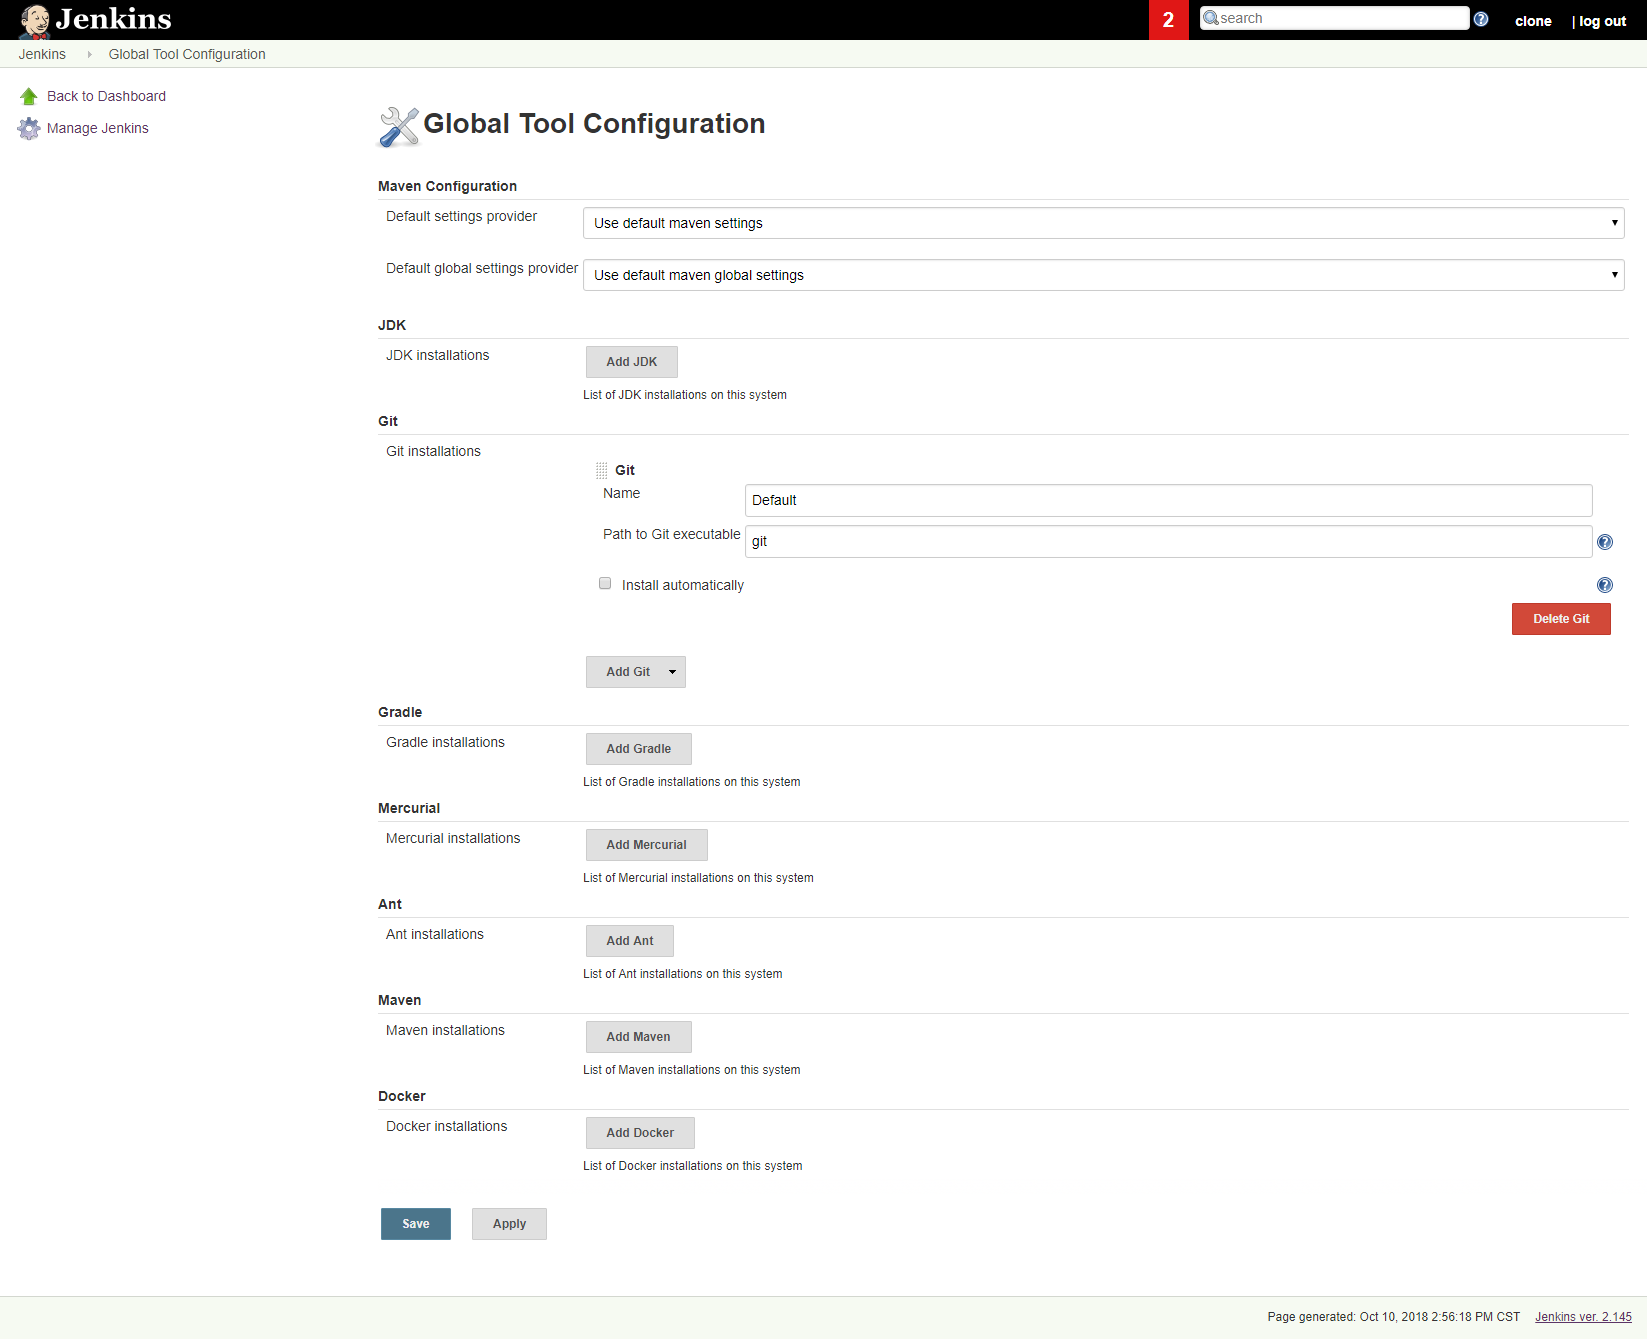 Jenkins
2
search
clone
| log out
Jenkins
Global Tool Configuration
Back to Dashboard
Manage Jenkins
Global Tool Configuration
Maven Configuration
Default settings provider
Use default maven settings
Default global settings provider
Use default maven global settings
JDK
JDK installations
Add JDK
List of JDK installations on this system
Git
Git installations
Git
Name
Default
Path to Git executable
git
Install automatically
Delete Git
Add Git
Gradle
Gradle installations
Add Gradle
List of Gradle installations on this system
Mercurial
Mercurial installations
Add Mercurial
List of Mercurial installations on this system
Ant
Ant installations
Add Ant
List of Ant installations on this system
Maven
Maven installations
Add Maven
List of Maven installations on this system
Docker
Docker installations
Add Docker
List of Docker installations on this system
Save
Apply
Page generated: Oct 10, 2018 2:56:18 PM CST
Jenkins ver. 2.145